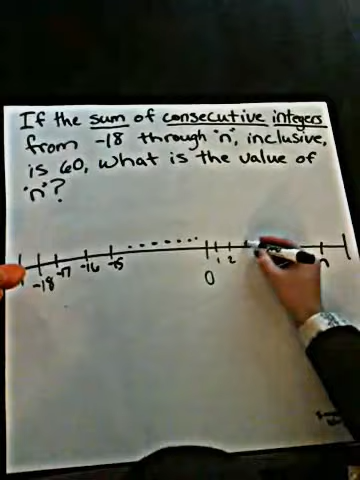 If the sum of consecutive integers
from -18 through "n", inclusive,
is 60, what is the value of
"n"?
-18 -17 -16 -15 0 1 2 n